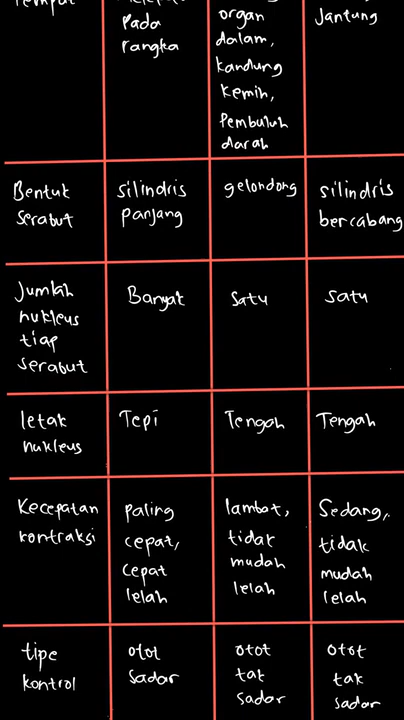 Tempat
pada
rangka
organ
dalam,
kandung
kemih,
pembuluh
darah
Jantung
Bentuk
serabut
silindris
panjang
gelondong
silindris
bercabang
Jumlah
nukleus
tiap
serabut
Banyak
Satu
satu
letak
nukleus
Tepi
Tengah
Tengah
Kecepatan
kontraksi
paling
cepat,
cepat
lelah
lambat,
tidak
mudah
lelah
Sedang,
tidak
mudah
lelah
tipe
kontrol
otot
sadar
otot
tak
sadar
otot
tak
sadar